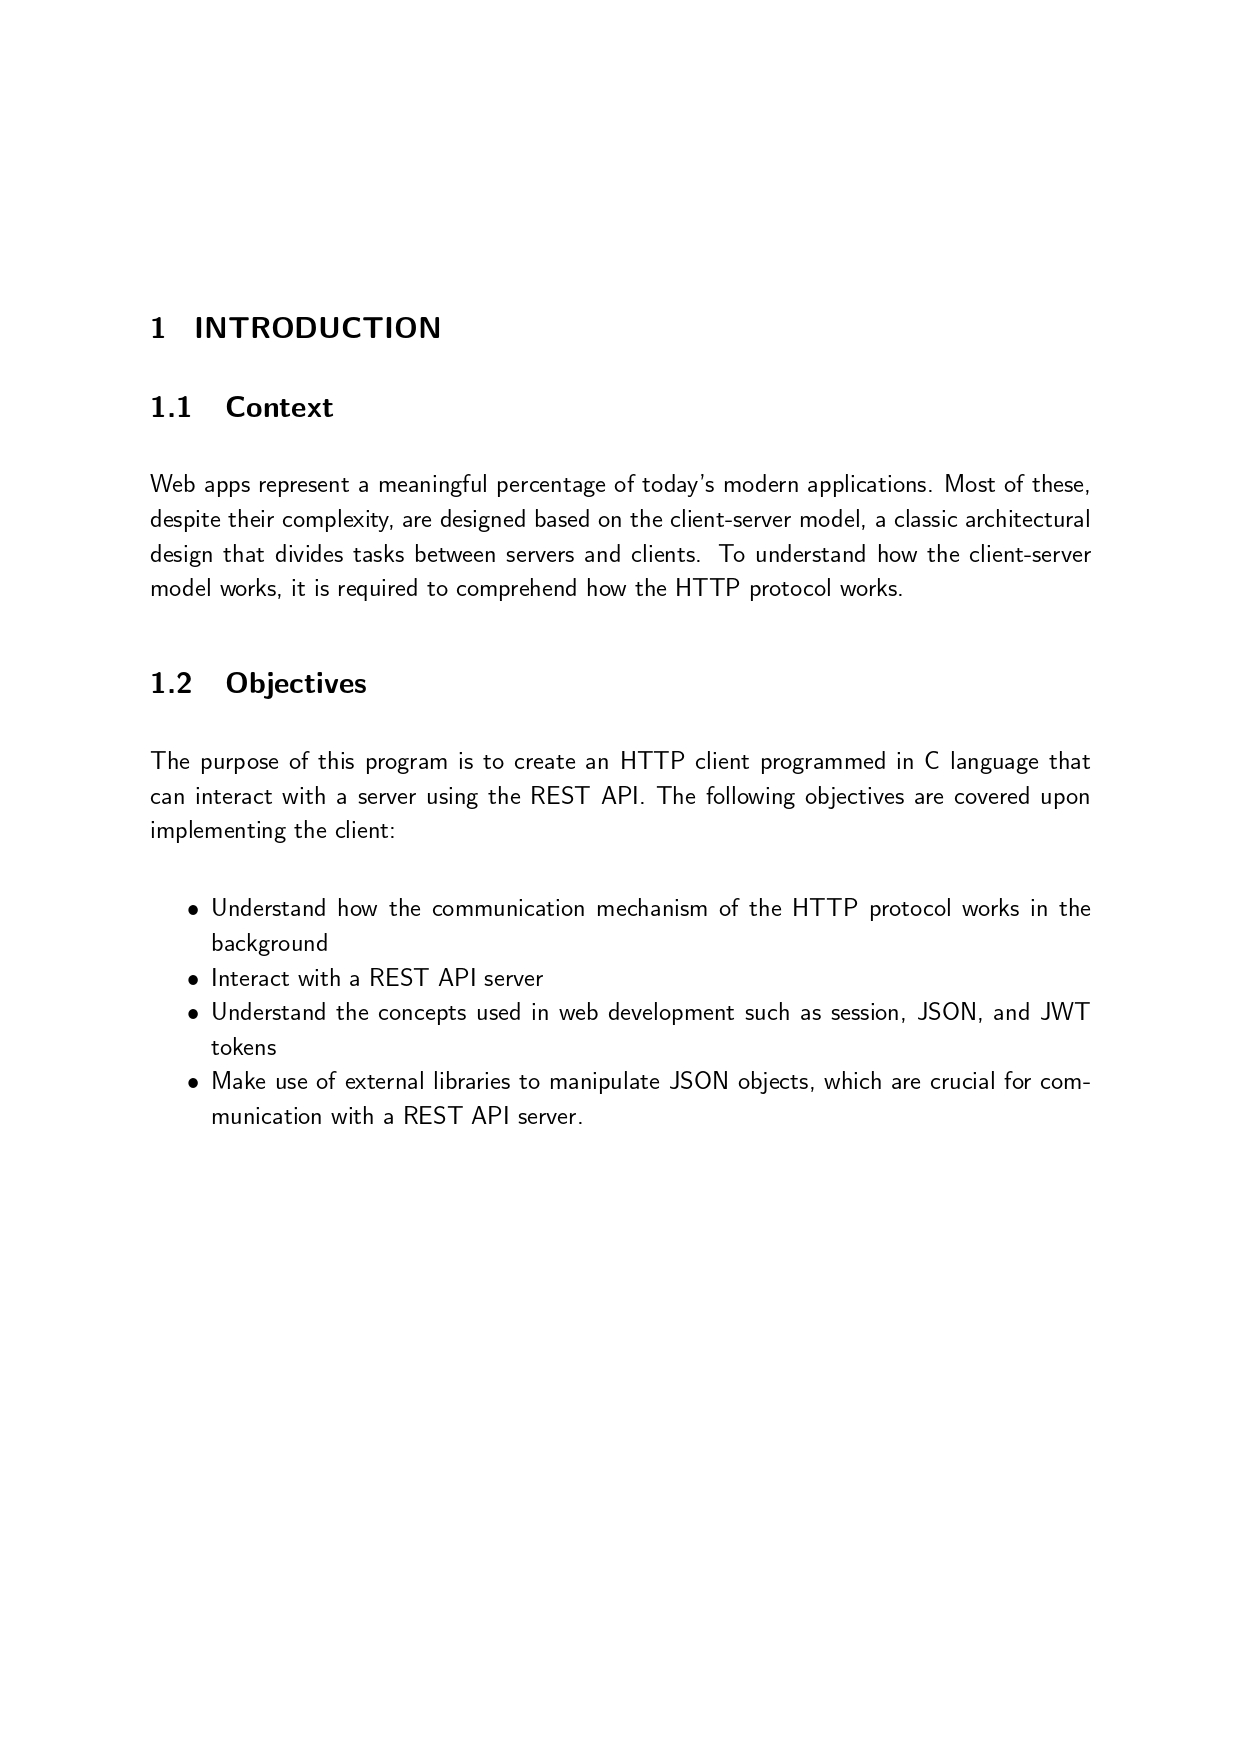 1 INTRODUCTION
1.1 Context
Web apps represent a meaningful percentage of today's modern applications. Most of these,
despite their complexity, are designed based on the client-server model, a classic architectural
design that divides tasks between servers and clients. To understand how the client-server
model works, it is required to comprehend how the HTTP protocol works.
1.2 Objectives
The purpose of this program is to create an HTTP client programmed in C language that
can interact with a server using the REST API. The following objectives are covered upon
implementing the client:
• Understand how the communication mechanism of the HTTP protocol works in the
background
• Interact with a REST API server
• Understand the concepts used in web development such as session, JSON, and JWT
tokens
• Make use of external libraries to manipulate JSON objects, which are crucial for com-
munication with a REST API server.